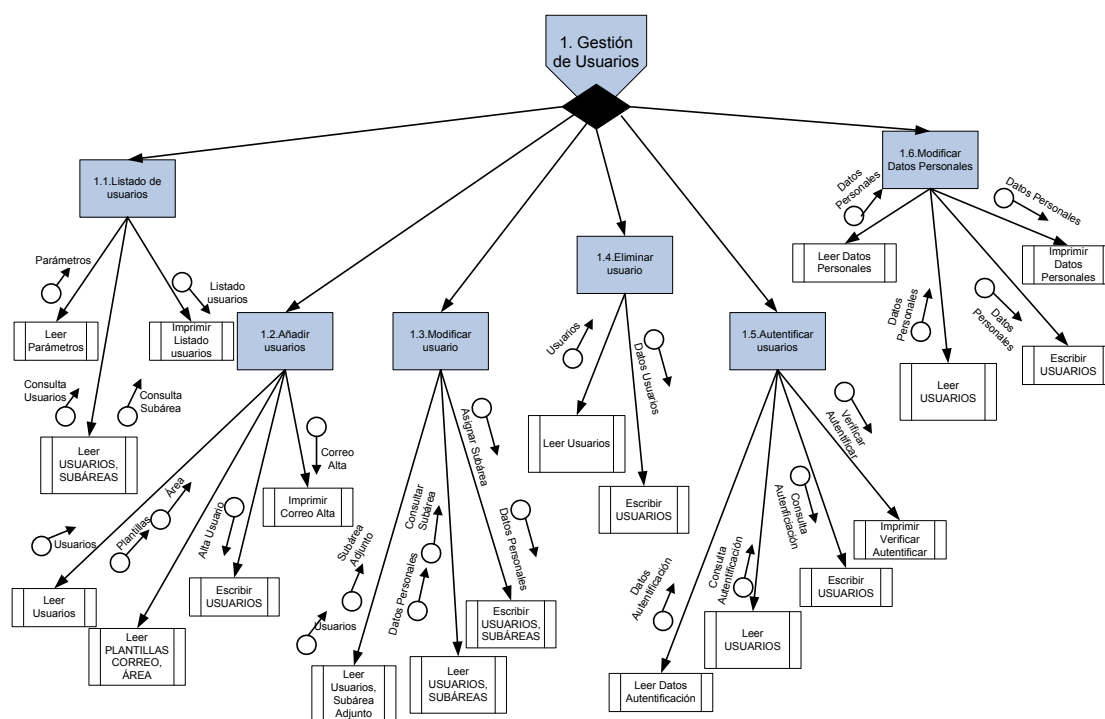 1. Gestión
de Usuarios
1.1.Listado de
usuarios
Parámetros
Leer
Parámetros
Listado
usuarios
Imprimir
Listado
usuarios
Consulta
Usuarios
Consulta
Subárea
Leer
USUARIOS,
SUBÁREAS
1.2.Añadir
usuarios
Usuarios
Leer
Usuarios
Plantillas
Área
Leer
PLANTILLAS
CORREO,
ÁREA
Alta Usuario
Escribir
USUARIOS
Correo
Alta
Imprimir
Correo Alta
1.3.Modificar
usuario
Usuarios
Subárea
Adjunto
Leer
Usuarios,
Subárea
Adjunto
Datos Personales
Consultar
Subárea
Leer
USUARIOS,
SUBÁREAS
Asignar Subárea
Datos Personales
Escribir
USUARIOS,
SUBÁREAS
1.4.Eliminar
usuario
Usuarios
Leer Usuarios
Datos Usuarios
Escribir
USUARIOS
1.5.Autentificar
usuarios
Datos
Autentificación
Leer Datos
Autentificación
Consulta
Autentificación
Leer
USUARIOS
Consulta
Autenficiación
Escribir
USUARIOS
Verificar
Autentificar
Imprimir
Verificar
Autentificar
1.6.Modificar
Datos Personales
Datos
Personales
Leer Datos
Personales
Datos
Personales
Leer
USUARIOS
Datos
Personales
Escribir
USUARIOS
Datos Personales
Imprimir
Datos
Personales